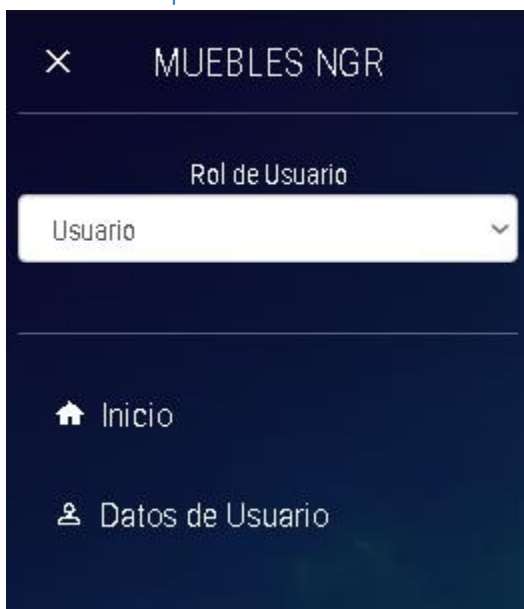 MUEBLES NGR
Rol de Usuario
Usuario
Inicio
Datos de Usuario